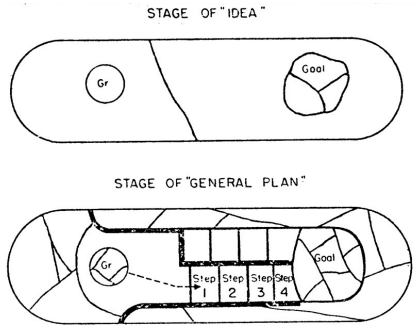 STAGE OF "IDEA"
Gr
Goal
STAGE OF "GENERAL PLAN"
Gr
Goal
Step Step Step Step
1 2 3 4